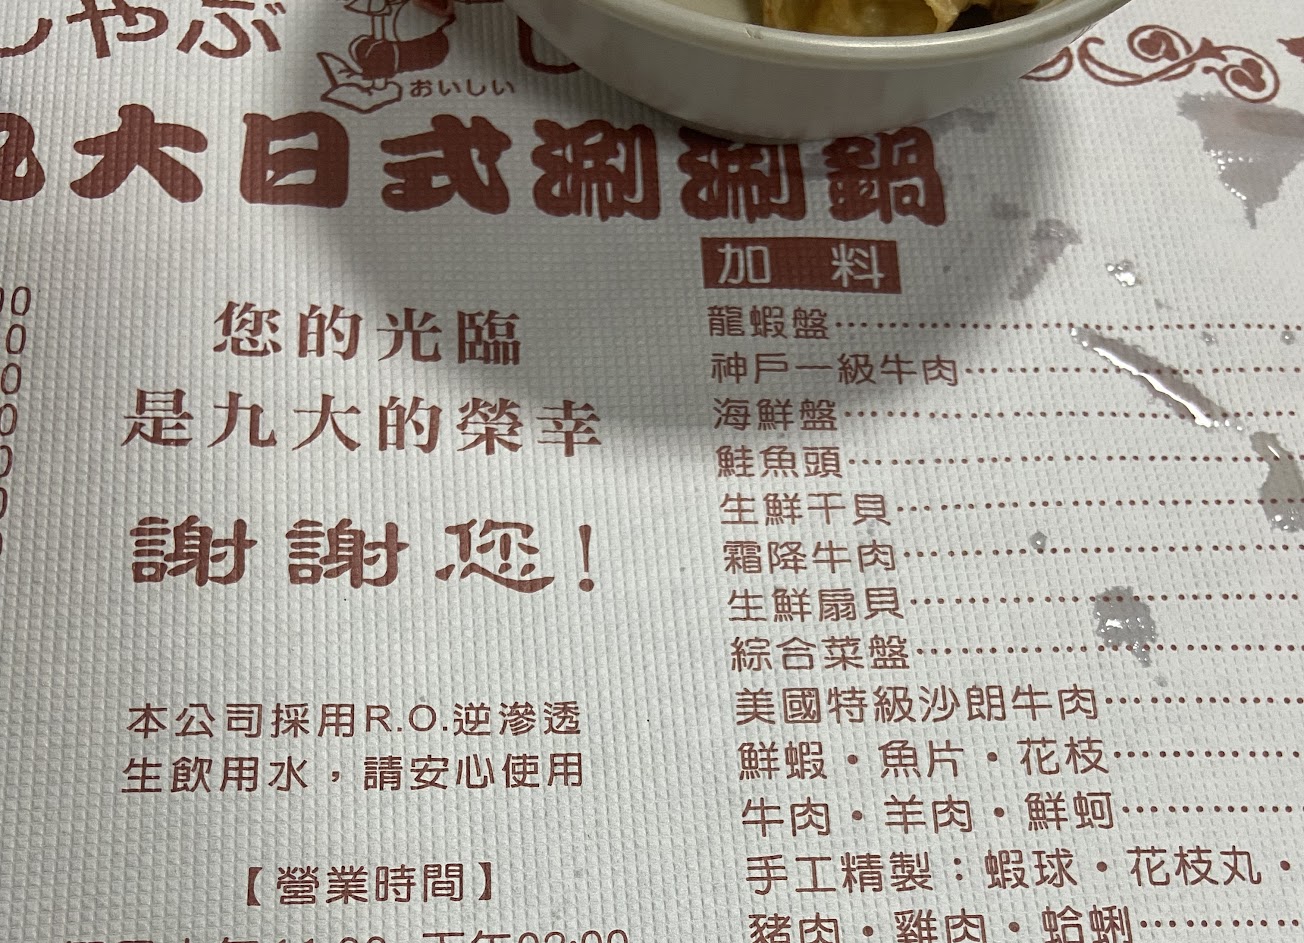 しゃぶ
おいしい
九大日式涮涮鍋
您的光臨
是九大的榮幸
謝謝您!
本公司採用R.O.逆滲透
生飲用水，請安心使用
【營業時間】
加 料
龍蝦盤
神戶一級牛肉
海鮮盤
鮭魚頭
生鮮干貝
霜降牛肉
生鮮扇貝
綜合菜盤
美國特級沙朗牛肉
鮮蝦・魚片・花枝
牛肉・羊肉・鮮蚵
手工精製：蝦球・花枝丸・
豬肉・雞肉・蛤蜊